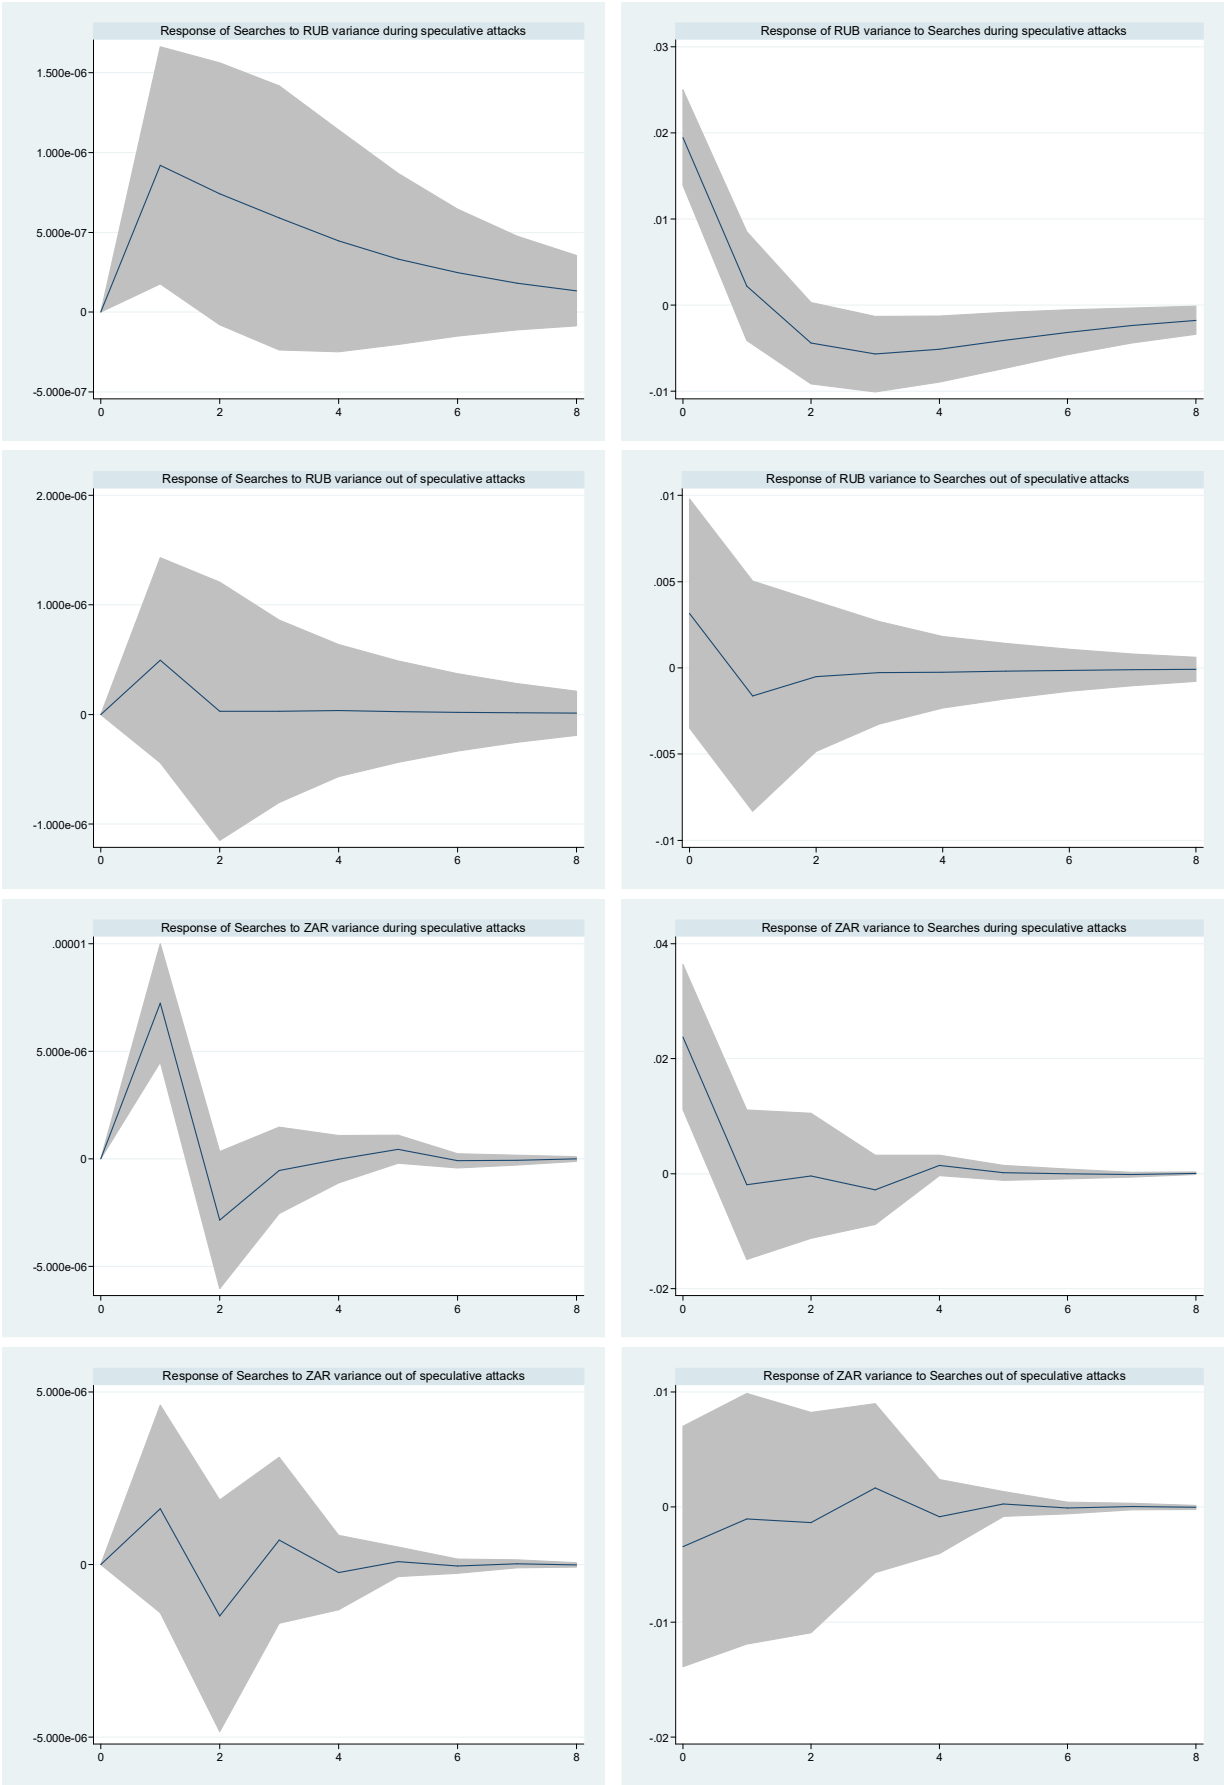 Response of Searches to RUB variance during speculative attacks
1.500e-06
1.000e-06
5.000e-07
0
-5.000e-07
0 2 4 6 8
Response of RUB variance to Searches during speculative attacks
.03
.02
.01
0
-.01
0 2 4 6 8
Response of Searches to RUB variance out of speculative attacks
2.000e-06
1.000e-06
0
-1.000e-06
0 2 4 6 8
Response of RUB variance to Searches out of speculative attacks
.01
.005
0
-.005
-.01
0 2 4 6 8
Response of Searches to ZAR variance during speculative attacks
.00001
5.000e-06
0
-5.000e-06
0 2 4 6 8
Response of ZAR variance to Searches during speculative attacks
.04
.02
0
-.02
0 2 4 6 8
Response of Searches to ZAR variance out of speculative attacks
5.000e-06
0
-5.000e-06
0 2 4 6 8
Response of ZAR variance to Searches out of speculative attacks
.01
0
-.01
-.02
0 2 4 6 8